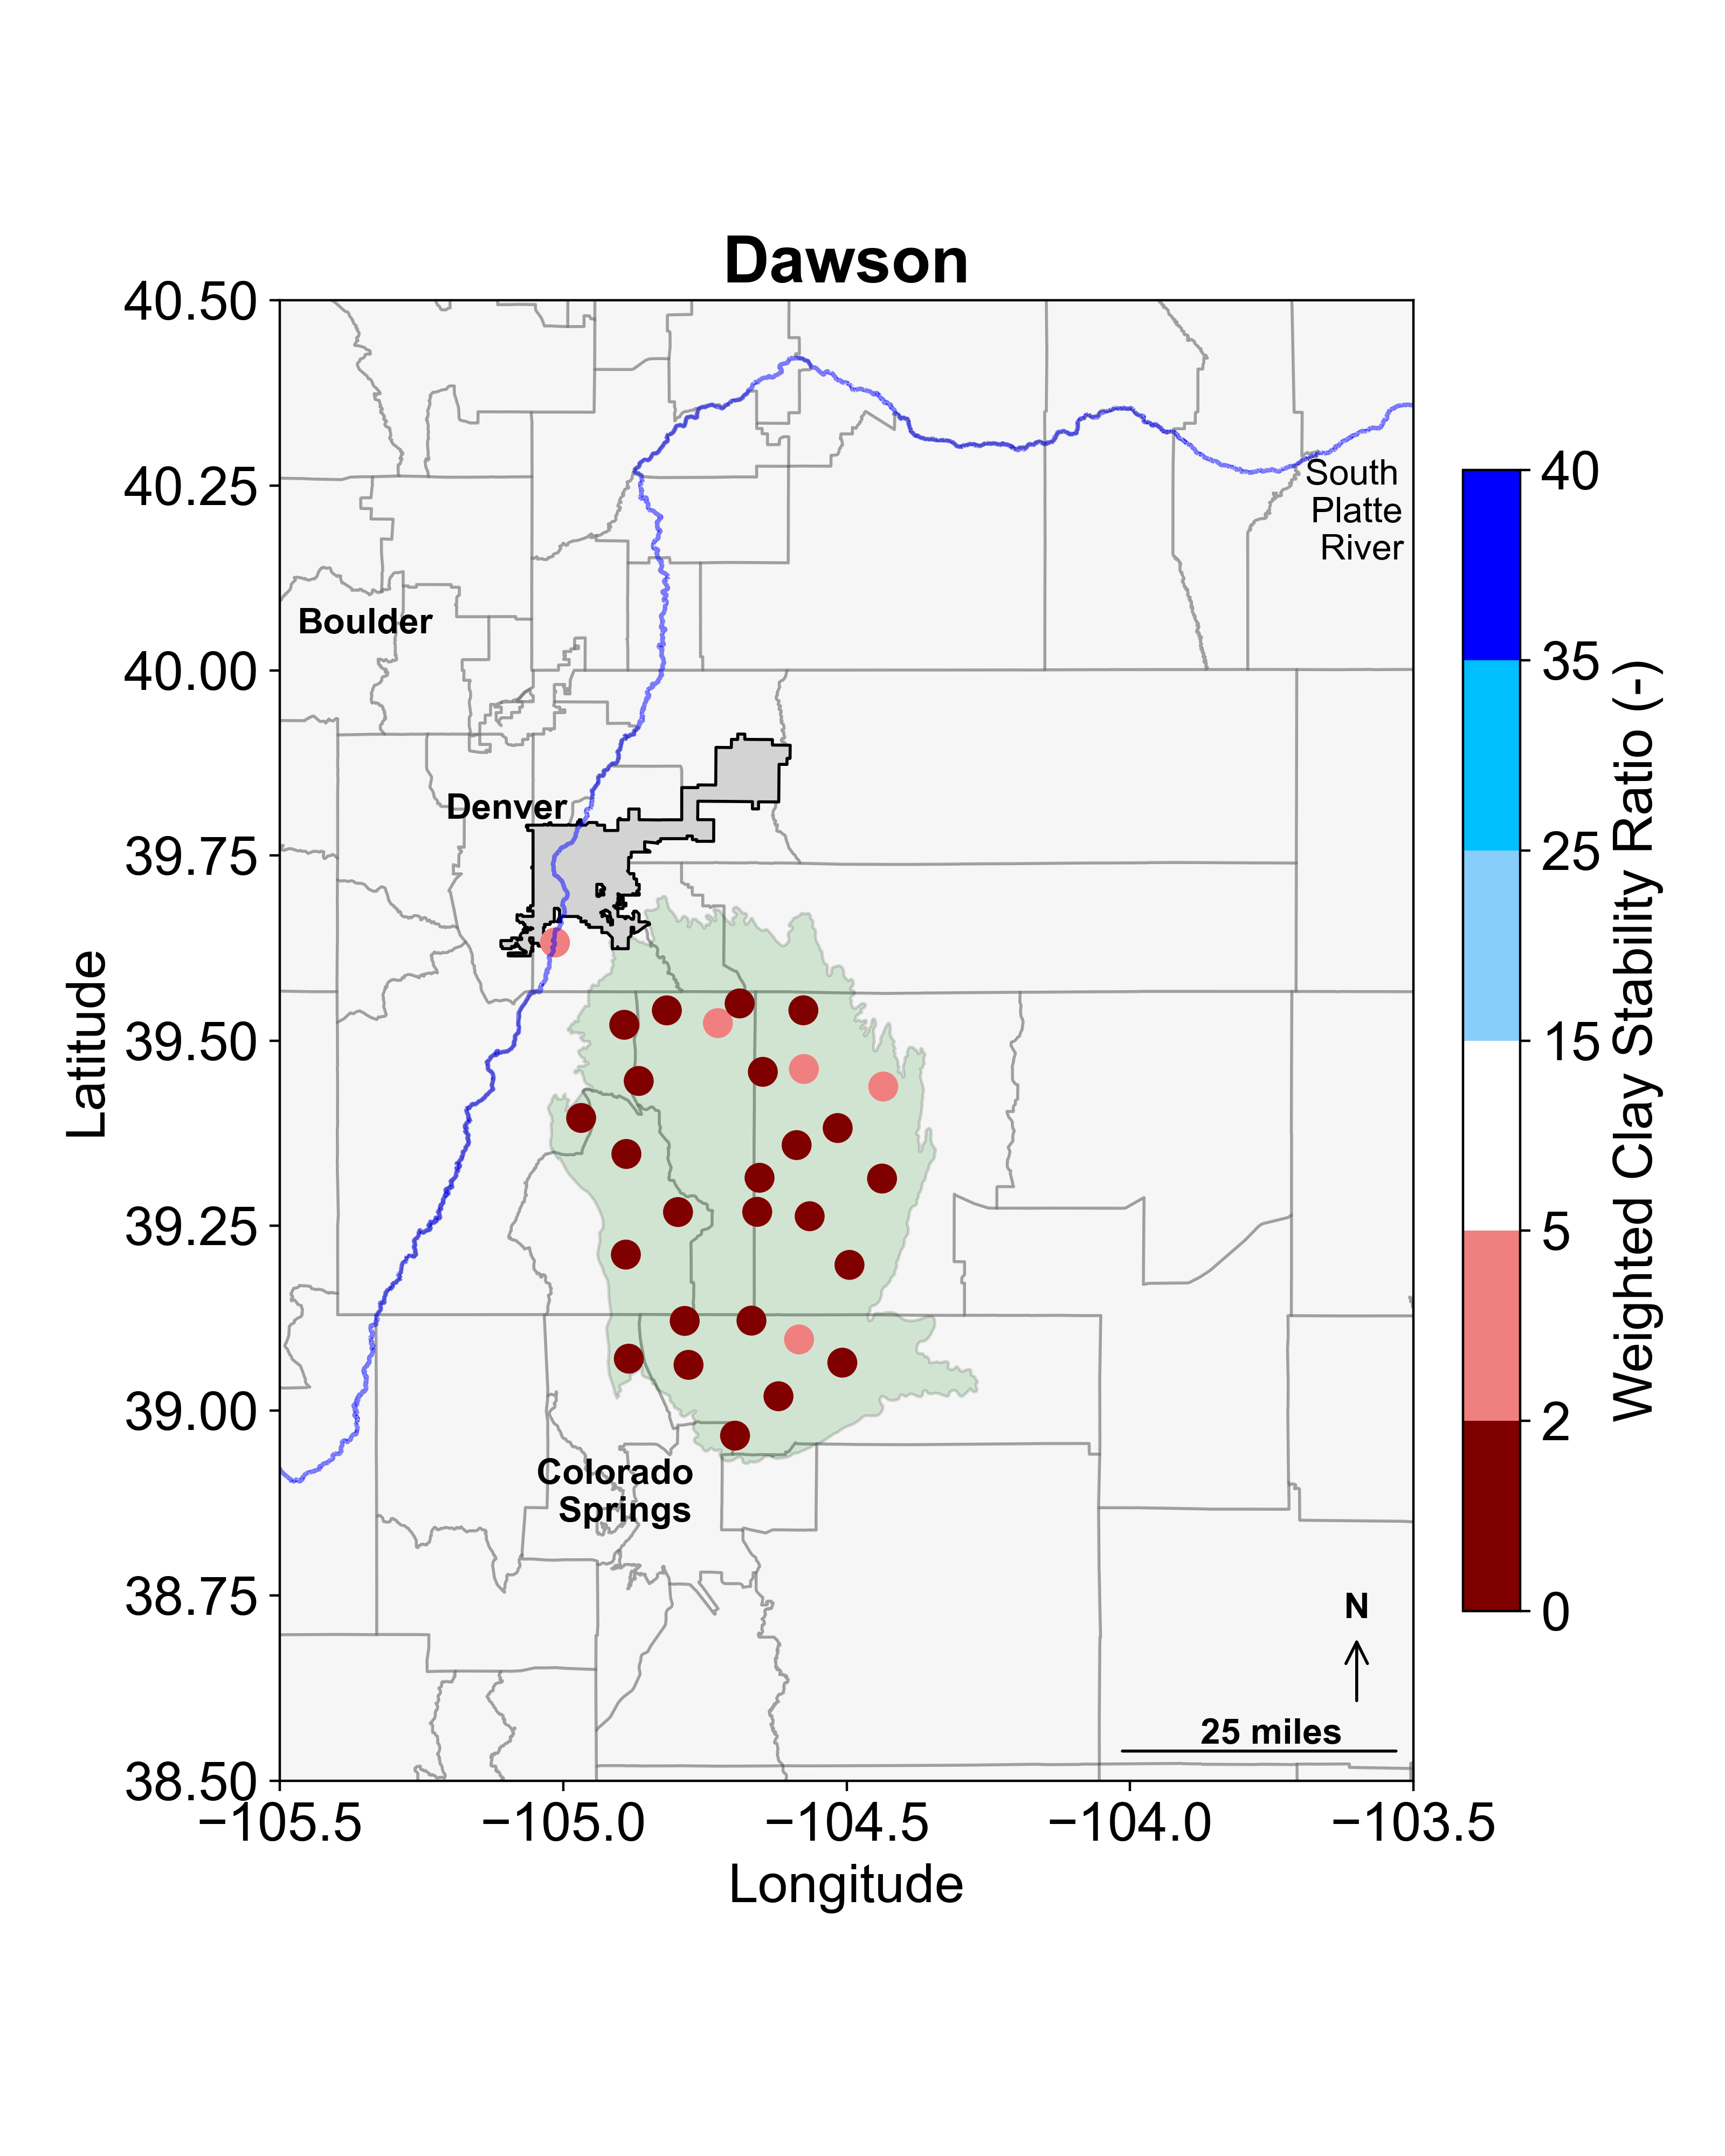 Dawson
40.50
40.25
40.00
39.75
39.50
39.25
39.00
38.75
38.50
−105.5
−105.0
−104.5
−104.0
−103.5
Longitude
Latitude
South
Platte
River
Boulder
Denver
Colorado
Springs
N
25 miles
40
35
25
15
5
2
0
Weighted Clay Stability Ratio (-)